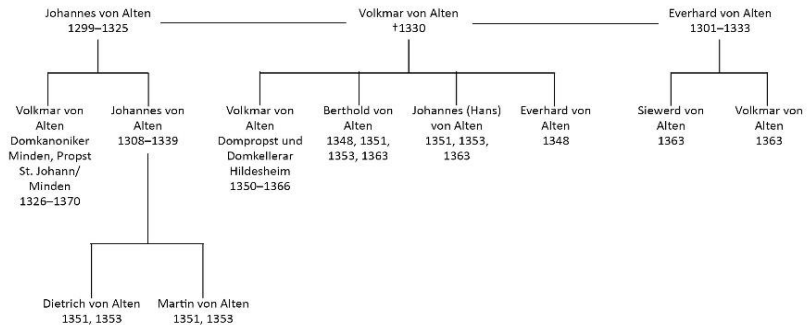 Johannes von Alten
1299–1325
Volkmar von Alten
†1330
Everhard von Alten
1301–1333
Volkmar von
Alten
Domkanoniker
Minden, Propst
St. Johann/
Minden
1326–1370
Johannes von
Alten
1308–1339
Volkmar von
Alten
Dompropst und
Domkellerar
Hildesheim
1350–1366
Berthold von
Alten
1348, 1351,
1353, 1363
Johannes (Hans)
von Alten
1351, 1353,
1363
Everhard von
Alten
1348
Siewerd von
Alten
1363
Volkmar von
Alten
1363
Dietrich von Alten
1351, 1353
Martin von Alten
1351, 1353